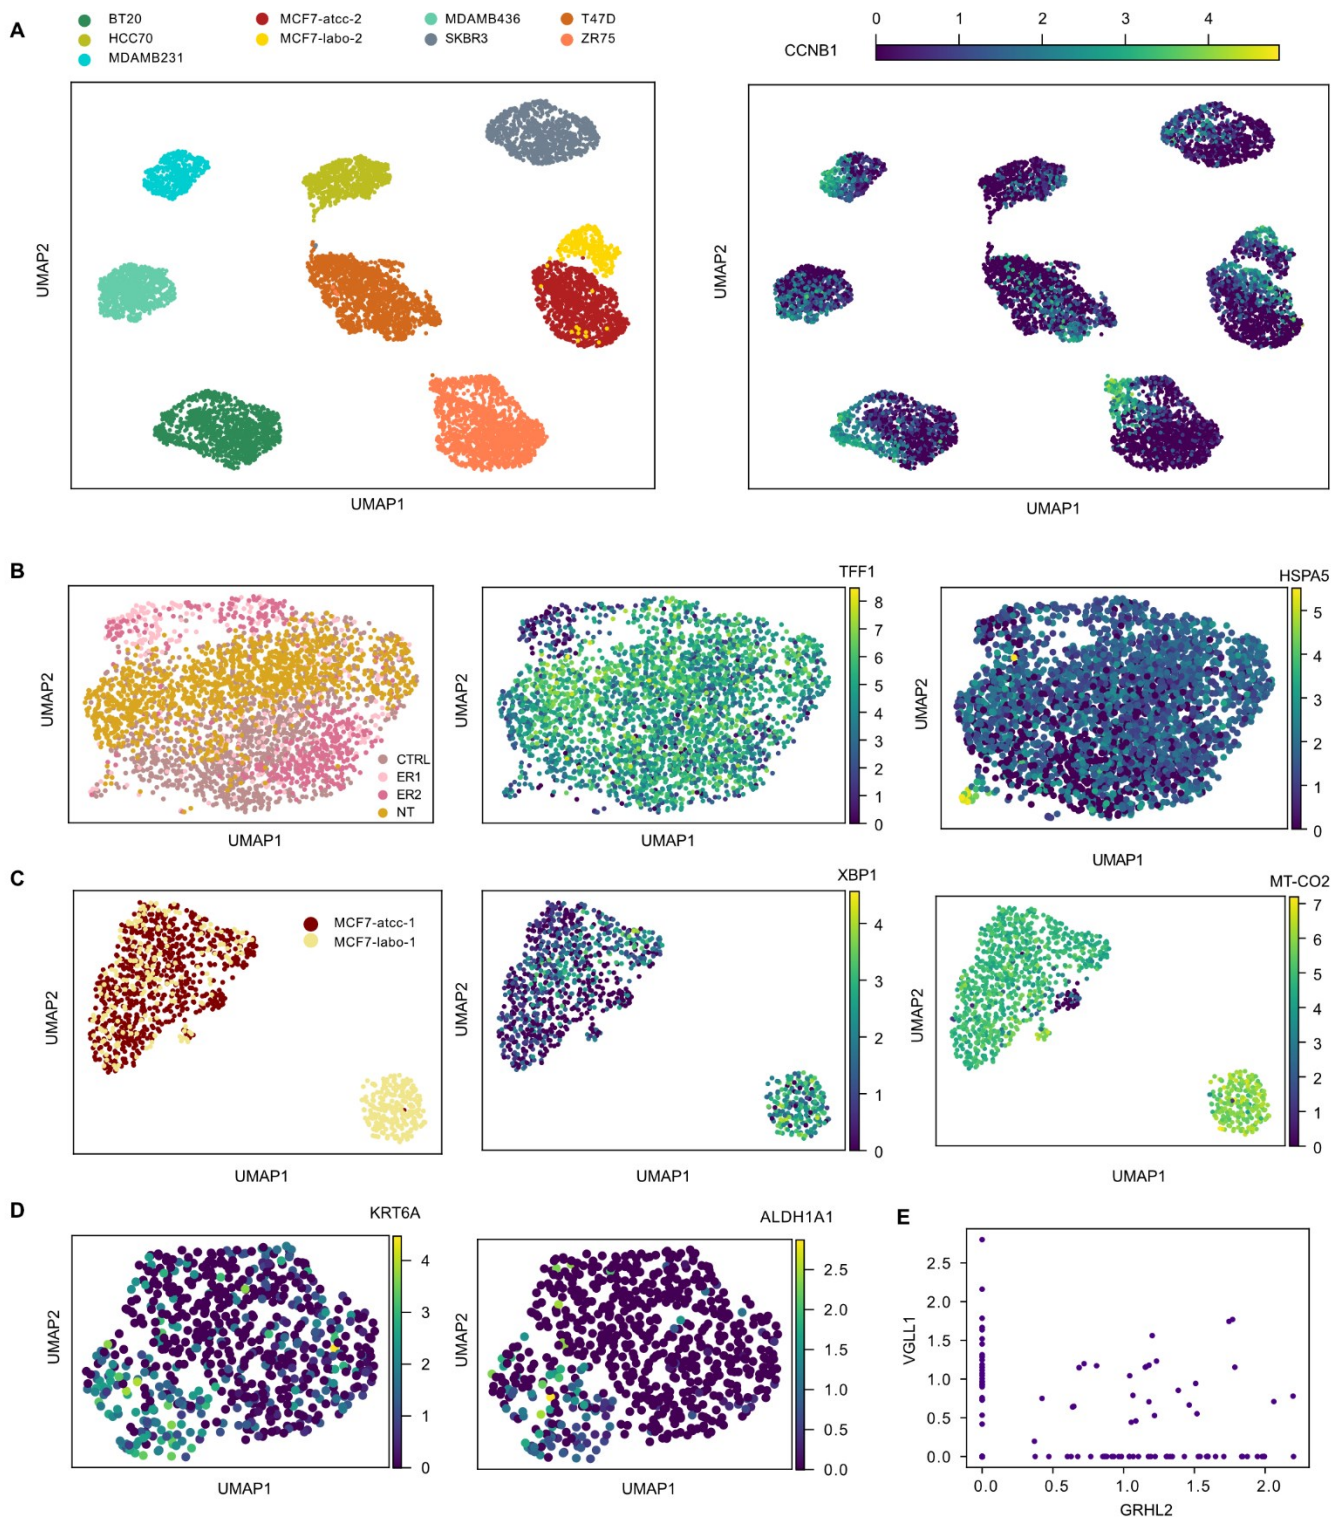 A
BT20
HCC70
MDAMB231
MCF7-atcc-2
MCF7-labo-2
MDAMB436
SKBR3
T47D
ZR75
CCNB1
0 1 2 3 4
UMAP2
UMAP1
UMAP2
UMAP1
B
UMAP2
UMAP1
CTRL
ER1
ER2
NT
TFF1
8
7
6
5
4
3
2
1
0
UMAP2
UMAP1
HSPA5
5
4
3
2
1
0
UMAP2
UMAP1
C
MCF7-atcc-1
MCF7-labo-1
UMAP2
UMAP1
XBP1
4
3
2
1
0
UMAP2
UMAP1
MT-CO2
7
6
5
4
3
2
1
0
UMAP2
UMAP1
D
KRT6A
4
3
2
1
0
UMAP2
UMAP1
ALDH1A1
2.5
2.0
1.5
1.0
0.5
0.0
UMAP2
UMAP1
E
VGLL1
2.5
2.0
1.5
1.0
0.5
0.0
0.0 0.5 1.0 1.5 2.0
GRHL2